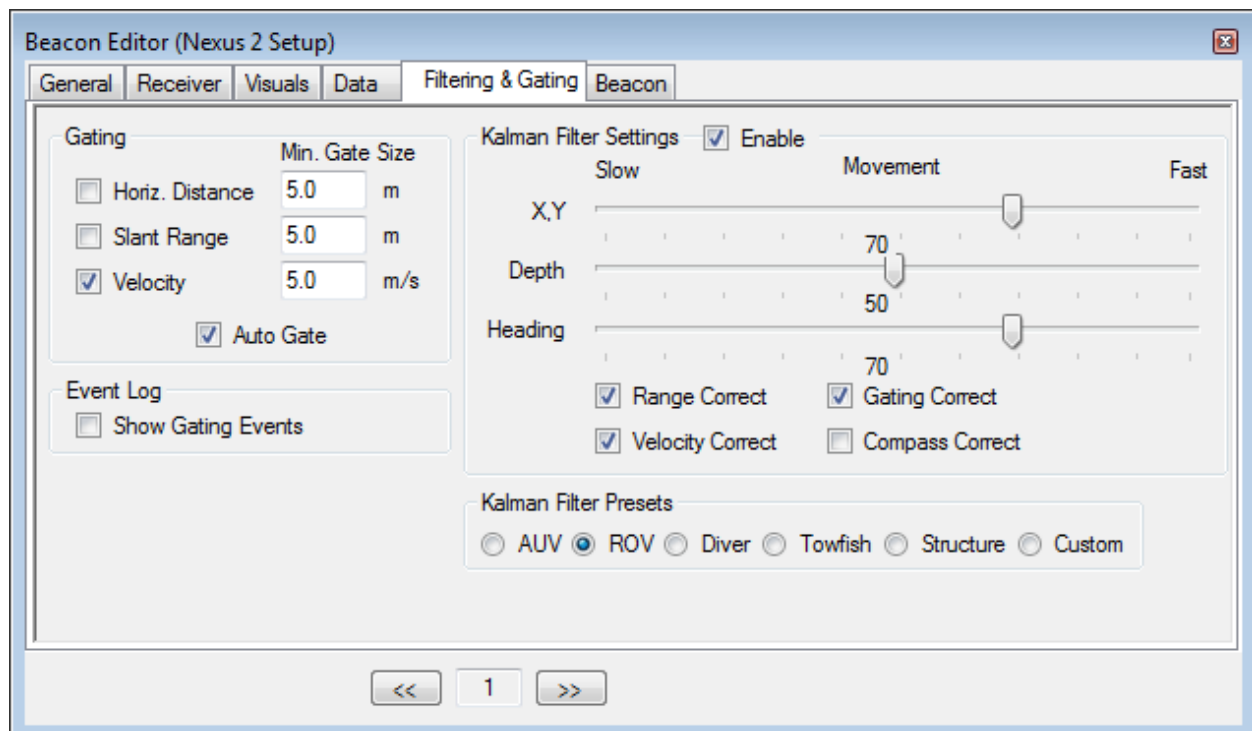 Beacon Editor (Nexus 2 Setup)
General Receiver Visuals Data Filtering & Gating Beacon
Gating
Min. Gate Size
Horiz. Distance 5.0 m
Slant Range 5.0 m
Velocity 5.0 m/s
Auto Gate
Event Log
Show Gating Events
Kalman Filter Settings Enable
Slow Movement Fast
X,Y
70
Depth
50
Heading
70
Range Correct Gating Correct
Velocity Correct Compass Correct
Kalman Filter Presets
AUV ROV Diver Towfish Structure Custom
<< 1 >>